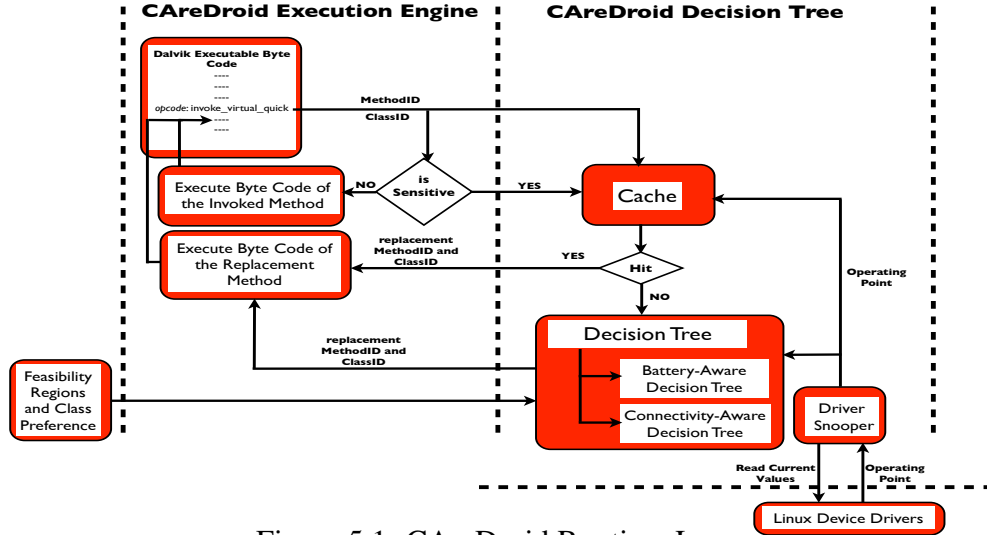 CAreDroid Execution Engine
CAreDroid Decision Tree
Dalvik Executable Byte
Code
----
----
----
opcode: invoke_virtual_quick
----
----
MethodID
ClassID
is
Sensitive
NO
YES
Execute Byte Code of
the Invoked Method
Cache
Execute Byte Code of
the Replacement
Method
replacement
MethodID and
ClassID
YES
Hit
NO
Operating
Point
Decision Tree
Battery-Aware
Decision Tree
Connectivity-Aware
Decision Tree
replacement
MethodID and
ClassID
Feasibility
Regions
and Class
Preference
Driver
Snooper
Read Current
Values
Operating
Point
Linux Device Drivers